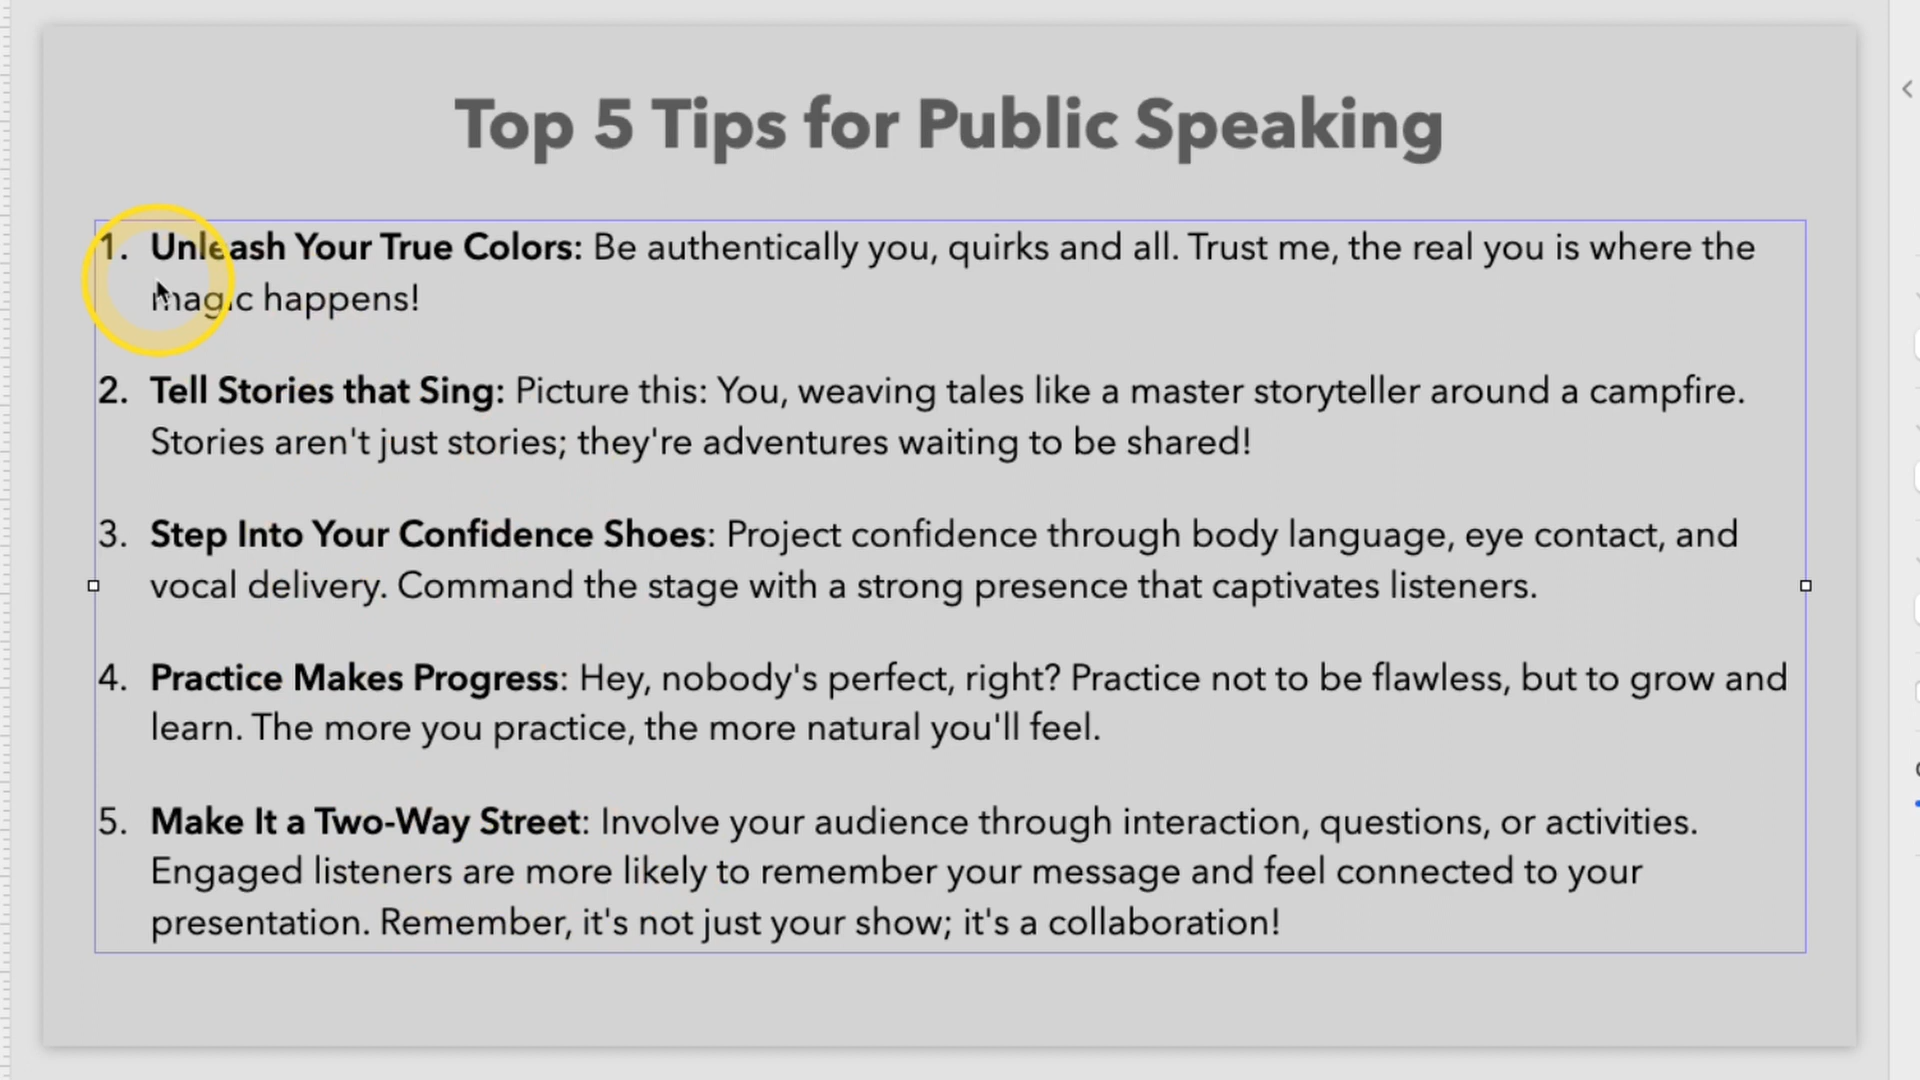 Top 5 Tips for Public Speaking
1. Unleash Your True Colors: Be authentically you, quirks and all. Trust me, the real you is where the
magic happens!
2. Tell Stories that Sing: Picture this: You, weaving tales like a master storyteller around a campfire.
Stories aren't just stories; they're adventures waiting to be shared!
3. Step Into Your Confidence Shoes: Project confidence through body language, eye contact, and
vocal delivery. Command the stage with a strong presence that captivates listeners.
4. Practice Makes Progress: Hey, nobody's perfect, right? Practice not to be flawless, but to grow and
learn. The more you practice, the more natural you'll feel.
5. Make It a Two-Way Street: Involve your audience through interaction, questions, or activities.
Engaged listeners are more likely to remember your message and feel connected to your
presentation. Remember, it's not just your show; it's a collaboration!